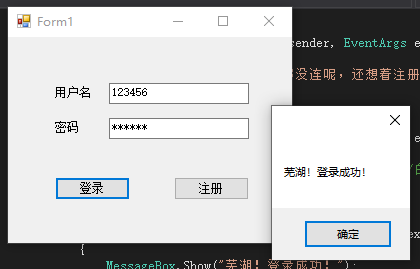 Form1
sender, EventArgs e
没连呢，还想着注册
用户名
123456
密码
******
芜湖！登录成功！
登录
注册
确定
{
MessageBox.Show("芜湖！登录成功！");